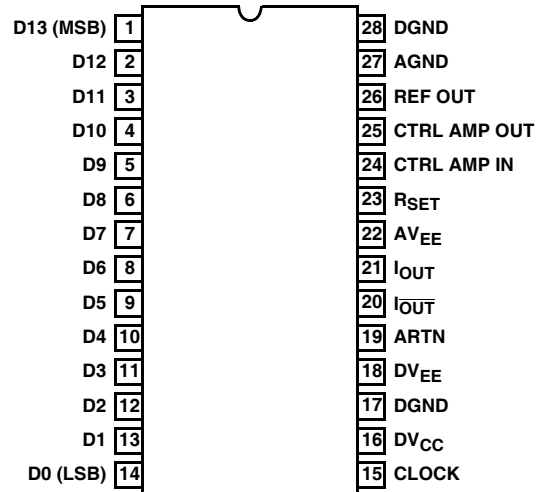 D13 (MSB) 1 28 DGND
D12 2 27 AGND
D11 3 26 REF OUT
D10 4 25 CTRL AMP OUT
D9 5 24 CTRL AMP IN
D8 6 23 RSET
D7 7 22 AVEE
D6 8 21 IOUT
D5 9 20 I̅O̅U̅T̅
D4 10 19 ARTN
D3 11 18 DVEE
D2 12 17 DGND
D1 13 16 DVCC
D0 (LSB) 14 15 CLOCK